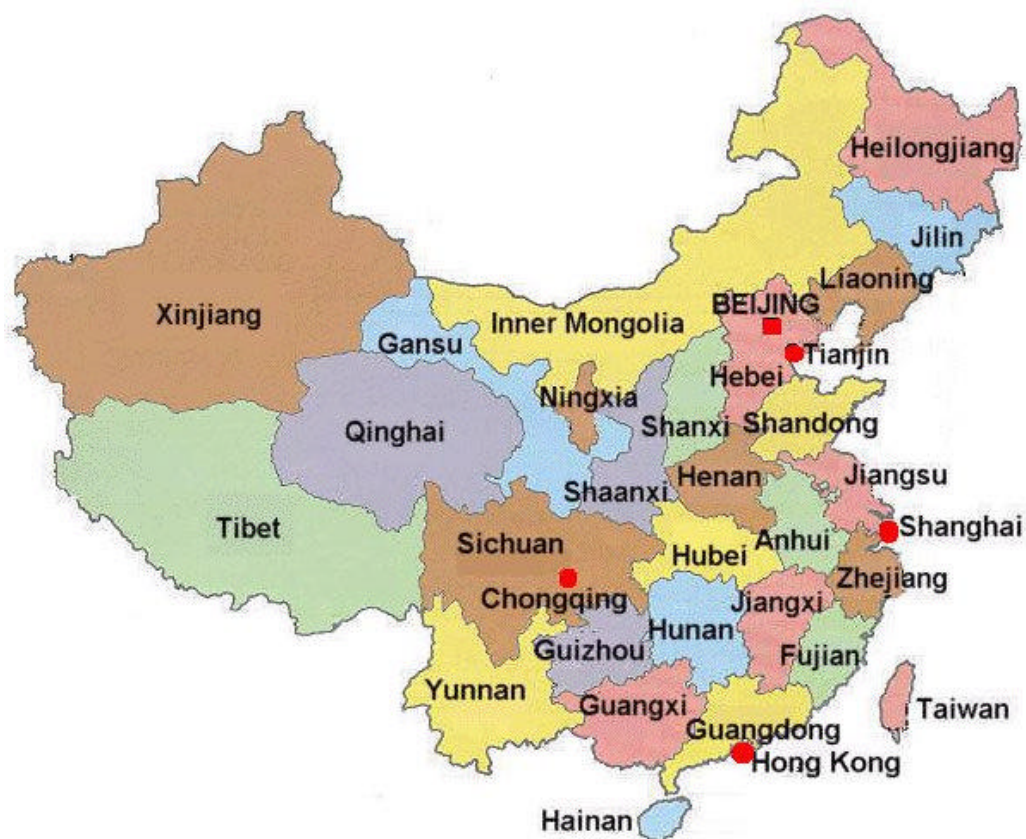 Heilongjiang
Jilin
Liaoning
BEIJING
Xinjiang
Inner Mongolia
Gansu
Tianjin
Hebei
Ningxia
Shanxi
Shandong
Qinghai
Henan
Jiangsu
Shaanxi
Tibet
Shanghai
Sichuan
Hubei
Anhui
Zhejiang
Chongqing
Jiangxi
Hunan
Guizhou
Fujian
Yunnan
Guangxi
Taiwan
Guangdong
Hong Kong
Hainan